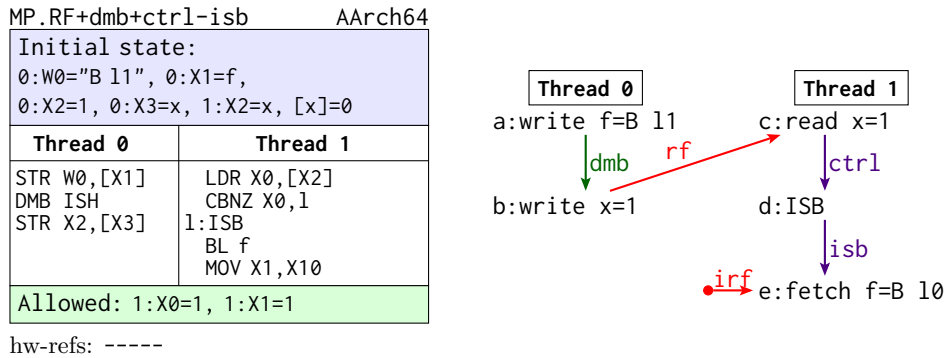 MP.RF+dmb+ctrl-isb AArch64
Initial state:
0:W0="B l1", 0:X1=f,
0:X2=1, 0:X3=x, 1:X2=x, [x]=0
Thread 0 Thread 1
STR W0,[X1] LDR X0,[X2]
DMB ISH CBNZ X0,l
STR X2,[X3] l:ISB
BL f
MOV X1,X10
Allowed: 1:X0=1, 1:X1=1
hw-refs: -----
Thread 0 Thread 1
a:write f=B l1 c:read x=1
dmb rf ctrl
b:write x=1 d:ISB
isb
irf e:fetch f=B l0